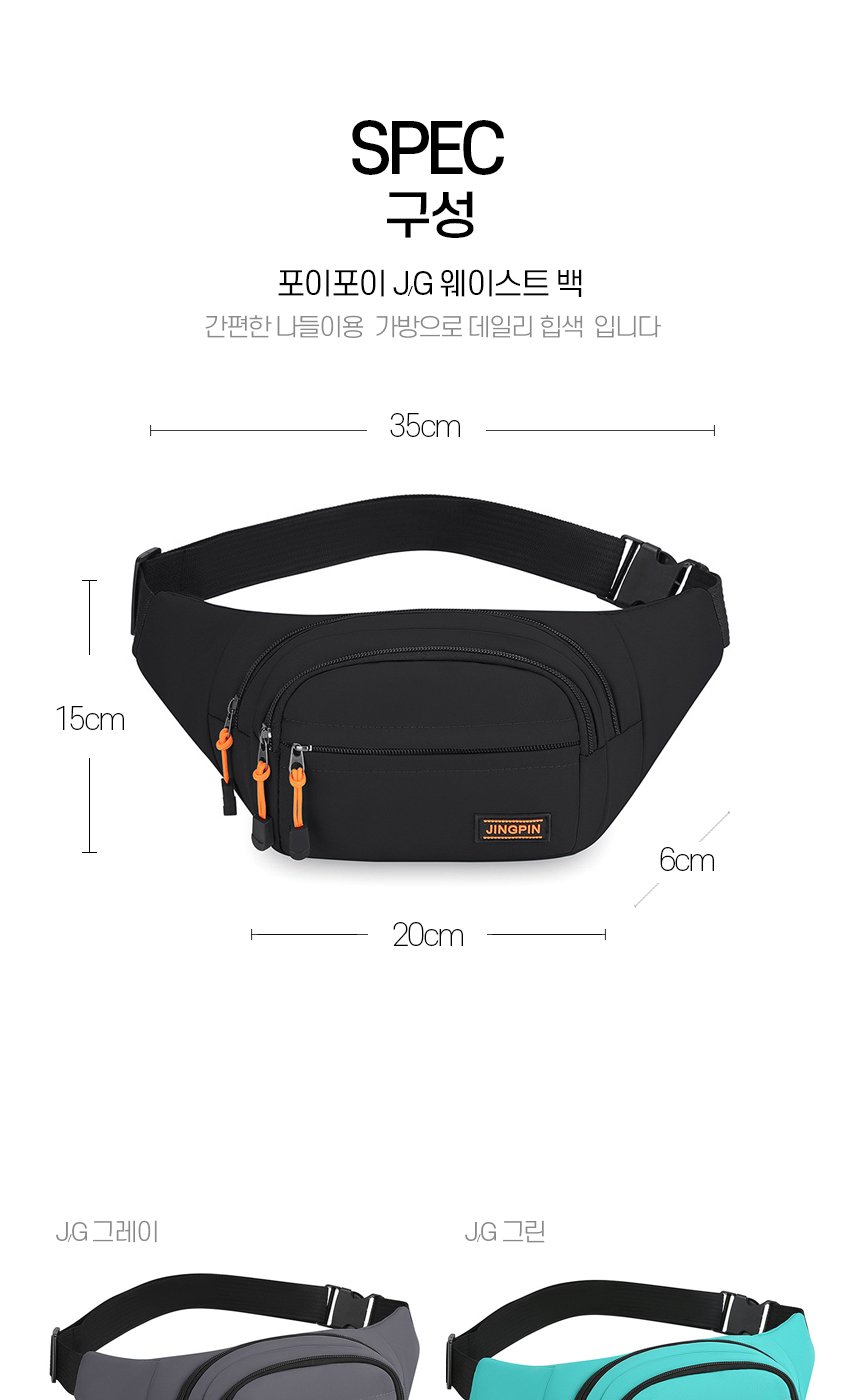 SPEC
구성
포이포이 J/G 웨이스트 백
간편한 나들이용 가방으로 데일리 힙색 입니다
35cm
15cm
JINGPIN
6cm
20cm
J/G 그레이
J/G 그린